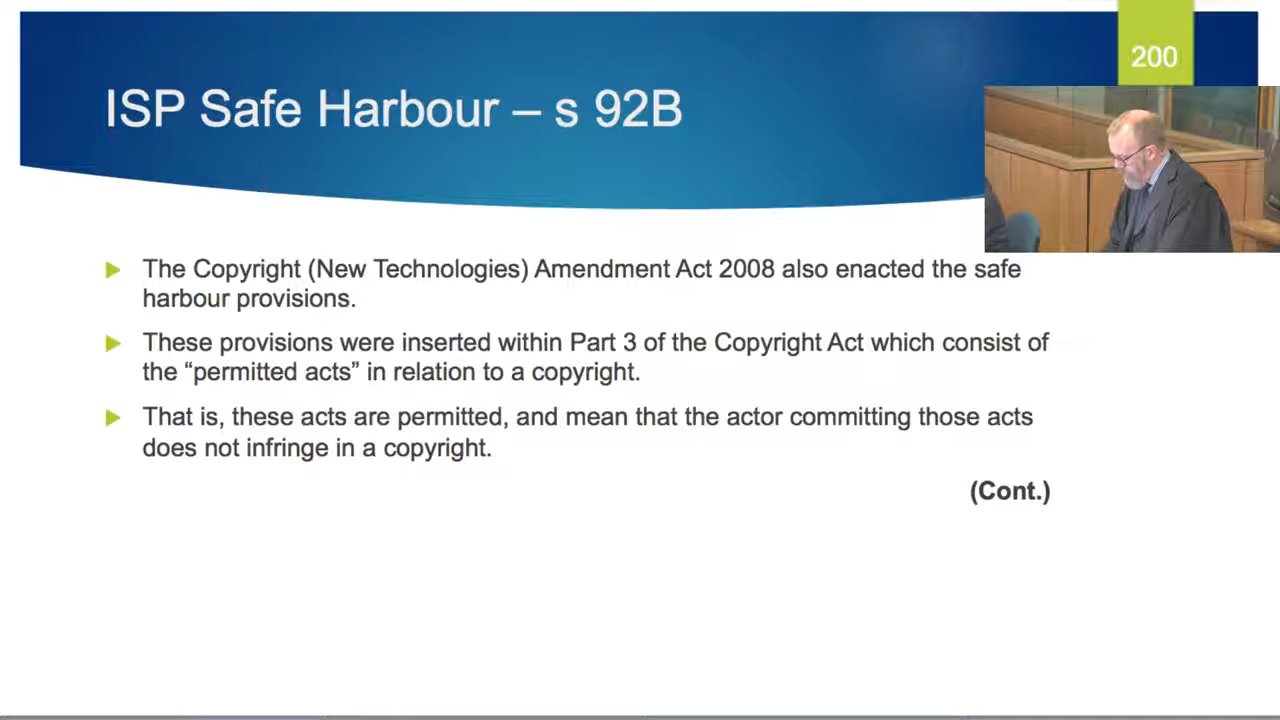 200
ISP Safe Harbour – s 92B
The Copyright (New Technologies) Amendment Act 2008 also enacted the safe
harbour provisions.
These provisions were inserted within Part 3 of the Copyright Act which consist of
the “permitted acts” in relation to a copyright.
That is, these acts are permitted, and mean that the actor committing those acts
does not infringe in a copyright.
(Cont.)